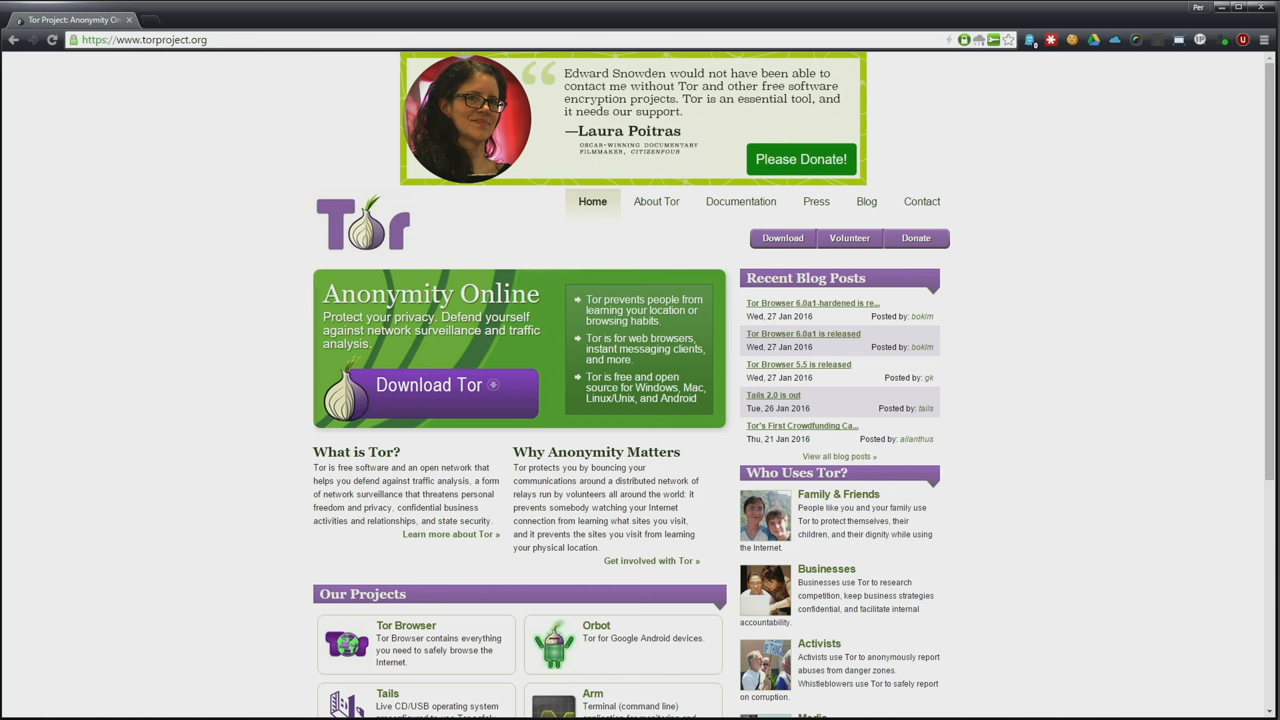 Per
Tor Project: Anonymity On
https://www.torproject.org
Edward Snowden would not have been able to
contact me without Tor and other free software
encryption projects. Tor is an essential tool, and
it needs our support.
—Laura Poitras
OSCAR-WINNING DOCUMENTARY
FILMMAKER, CITIZENFOUR
Please Donate!
Tor
Home About Tor Documentation Press Blog Contact
Download Volunteer Donate
Anonymity Online
Protect your privacy. Defend yourself
against network surveillance and traffic
analysis.
Download Tor
Tor prevents people from
learning your location or
browsing habits.
Tor is for web browsers,
instant messaging clients,
and more.
Tor is free and open
source for Windows, Mac,
Linux/Unix, and Android
What is Tor?
Tor is free software and an open network that
helps you defend against traffic analysis, a form
of network surveillance that threatens personal
freedom and privacy, confidential business
activities and relationships, and state security.
Learn more about Tor »
Why Anonymity Matters
Tor protects you by bouncing your
communications around a distributed network of
relays run by volunteers all around the world: it
prevents somebody watching your Internet
connection from learning what sites you visit,
and it prevents the sites you visit from learning
your physical location.
Get involved with Tor »
Our Projects
Tor Browser
Tor Browser contains everything
you need to safely browse the
Internet.
Orbot
Tor for Google Android devices.
Tails
Live CD/USB operating system
Arm
Terminal (command line)
Recent Blog Posts
Tor Browser 6.0a1-hardened is re...
Wed, 27 Jan 2016 Posted by: boklm
Tor Browser 6.0a1 is released
Wed, 27 Jan 2016 Posted by: boklm
Tor Browser 5.5 is released
Wed, 27 Jan 2016 Posted by: gk
Tails 2.0 is out
Tue, 26 Jan 2016 Posted by: tails
Tor's First Crowdfunding Ca...
Thu, 21 Jan 2016 Posted by: ailanthus
View all blog posts »
Who Uses Tor?
Family & Friends
People like you and your family use
Tor to protect themselves, their
children, and their dignity while using
the Internet.
Businesses
Businesses use Tor to research
competition, keep business strategies
confidential, and facilitate internal
accountability.
Activists
Activists use Tor to anonymously report
abuses from danger zones.
Whistleblowers use Tor to safely report
on corruption.